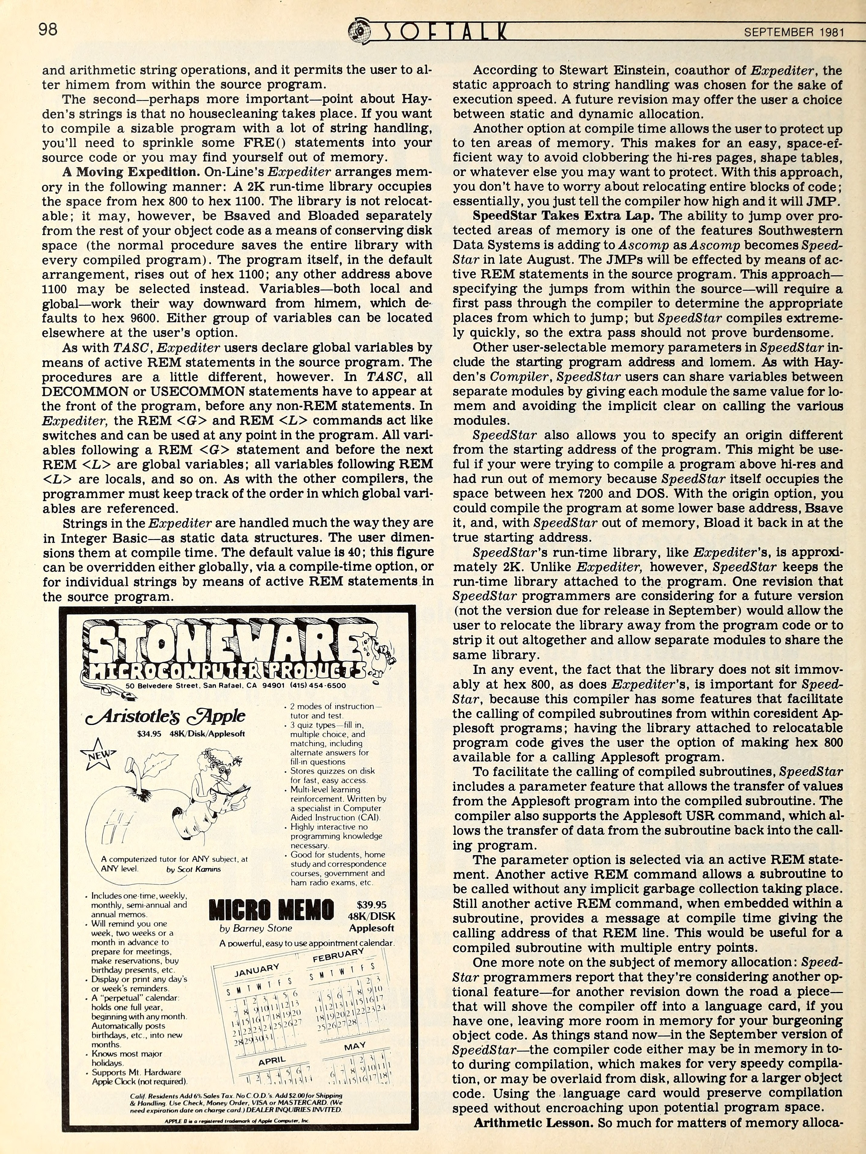 98
SOFTALK
SEPTEMBER 1981
and arithmetic string operations, and it permits the user to al-
ter himem from within the source program.
The second—perhaps more important—point about Hay-
den's strings is that no housecleaning takes place. If you want
to compile a sizable program with a lot of string handling,
you'll need to sprinkle some FRE() statements into your
source code or you may find yourself out of memory.
A Moving Expedition. On-Line's Expediter arranges mem-
ory in the following manner: A 2K run-time library occupies
the space from hex 800 to hex 1100. The library is not relocat-
able; it may, however, be Bsaved and Bloaded separately
from the rest of your object code as a means of conserving disk
space (the normal procedure saves the entire library with
every compiled program). The program itself, in the default
arrangement, rises out of hex 1100; any other address above
1100 may be selected instead. Variables—both local and
global—work their way downward from himem, which de-
faults to hex 9600. Either group of variables can be located
elsewhere at the user's option.
As with TASC, Expediter users declare global variables by
means of active REM statements in the source program. The
procedures are a little different, however. In TASC, all
DECOMMON or USECOMMON statements have to appear at
the front of the program, before any non-REM statements. In
Expediter, the REM <G> and REM <L> commands act like
switches and can be used at any point in the program. All vari-
ables following a REM <G> statement and before the next
REM <L> are global variables; all variables following REM
<L> are locals, and so on. As with the other compilers, the
programmer must keep track of the order in which global vari-
ables are referenced.
Strings in the Expediter are handled much the way they are
in Integer Basic—as static data structures. The user dimen-
sions them at compile time. The default value is 40; this figure
can be overridden either globally, via a compile-time option, or
for individual strings by means of active REM statements in
the source program.
STONEWARE
MICROCOMPUTER PRODUCTS
50 Belvedere Street, San Rafael, CA 94901 (415) 454-6500
Aristotle's Apple
$34.95 48K/Disk/Applesoft
NEW
A computerized tutor for ANY subject, at
ANY level. by Scot Kamins
• 2 modes of instruction—
tutor and test.
• 3 quiz types—fill in,
multiple choice, and
matching, including
alternate answers for
fill-in questions
• Stores quizzes on disk
for fast, easy access.
• Multi-level learning
reinforcement. Written by
a specialist in Computer
Aided Instruction (CAI).
• Highly interactive no
programming knowledge
necessary.
• Good for students, home
study and correspondence
courses, government and
ham radio exams, etc.
• Includes one-time, weekly,
monthly, semi-annual and
annual memos.
• Will remind you one
week, two weeks or a
month in advance to
prepare for meetings,
make reservations, buy
birthday presents, etc.
• Display or print any day's
or week's reminders.
• A "perpetual" calendar
holds one full year,
beginning with any month.
Automatically posts
birthdays, etc., into new
months.
• Knows most major
holidays.
• Supports Mt. Hardware
Apple Clock (not required).
MICRO MEMO
by Barney Stone
$39.95
48K/DISK
Applesoft
A powerful, easy to use appointment calendar.
JANUARY
S M T W T F S
FEBRUARY
S M T W T F S
APRIL
MAY
Calif. Residents Add 6% Sales Tax. No C.O.D.'s. Add $2.00 for Shipping
& Handling. Use Check, Money Order, VISA or MASTERCARD. (We
need expiration date on charge card.) DEALER INQUIRIES INVITED.
APPLE II is a registered trademark of Apple Computer, Inc.
According to Stewart Einstein, coauthor of Expediter, the
static approach to string handling was chosen for the sake of
execution speed. A future revision may offer the user a choice
between static and dynamic allocation.
Another option at compile time allows the user to protect up
to ten areas of memory. This makes for an easy, space-ef-
ficient way to avoid clobbering the hi-res pages, shape tables,
or whatever else you may want to protect. With this approach,
you don't have to worry about relocating entire blocks of code;
essentially, you just tell the compiler how high and it will JMP.
SpeedStar Takes Extra Lap. The ability to jump over pro-
tected areas of memory is one of the features Southwestern
Data Systems is adding to Ascomp as Ascomp becomes Speed-
Star in late August. The JMPs will be effected by means of ac-
tive REM statements in the source program. This approach—
specifying the jumps from within the source—will require a
first pass through the compiler to determine the appropriate
places from which to jump; but SpeedStar compiles extreme-
ly quickly, so the extra pass should not prove burdensome.
Other user-selectable memory parameters in SpeedStar in-
clude the starting program address and lomem. As with Hay-
den's Compiler, SpeedStar users can share variables between
separate modules by giving each module the same value for lo-
mem and avoiding the implicit clear on calling the various
modules.
SpeedStar also allows you to specify an origin different
from the starting address of the program. This might be use-
ful if your were trying to compile a program above hi-res and
had run out of memory because SpeedStar itself occupies the
space between hex 7200 and DOS. With the origin option, you
could compile the program at some lower base address, Bsave
it, and, with SpeedStar out of memory, Bload it back in at the
true starting address.
SpeedStar's run-time library, like Expediter's, is approxi-
mately 2K. Unlike Expediter, however, SpeedStar keeps the
run-time library attached to the program. One revision that
SpeedStar programmers are considering for a future version
(not the version due for release in September) would allow the
user to relocate the library away from the program code or to
strip it out altogether and allow separate modules to share the
same library.
In any event, the fact that the library does not sit immov-
ably at hex 800, as does Expediter's, is important for Speed-
Star, because this compiler has some features that facilitate
the calling of compiled subroutines from within coresident Ap-
plesoft programs; having the library attached to relocatable
program code gives the user the option of making hex 800
available for a calling Applesoft program.
To facilitate the calling of compiled subroutines, SpeedStar
includes a parameter feature that allows the transfer of values
from the Applesoft program into the compiled subroutine. The
compiler also supports the Applesoft USR command, which al-
lows the transfer of data from the subroutine back into the call-
ing program.
The parameter option is selected via an active REM state-
ment. Another active REM command allows a subroutine to
be called without any implicit garbage collection taking place.
Still another active REM command, when embedded within a
subroutine, provides a message at compile time giving the
calling address of that REM line. This would be useful for a
compiled subroutine with multiple entry points.
One more note on the subject of memory allocation: Speed-
Star programmers report that they're considering another op-
tional feature—for another revision down the road a piece—
that will shove the compiler off into a language card, if you
have one, leaving more room in memory for your burgeoning
object code. As things stand now—in the September version of
SpeedStar—the compiler code either may be in memory in to-
to during compilation, which makes for very speedy compila-
tion, or may be overlaid from disk, allowing for a larger object
code. Using the language card would preserve compilation
speed without encroaching upon potential program space.
Arithmetic Lesson. So much for matters of memory alloca-